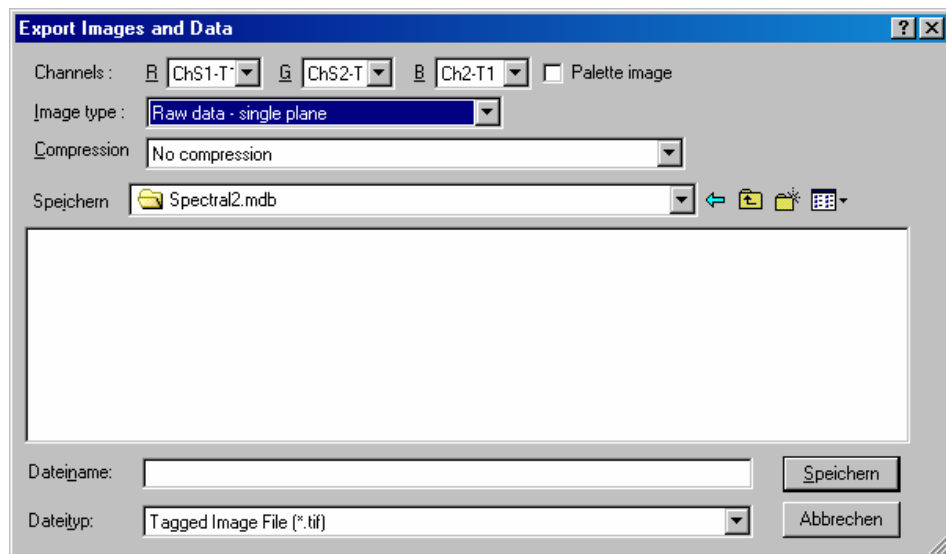 Export Images and Data
Channels : R ChS1-T1 G ChS2-T B Ch2-T1 Palette image
Image type : Raw data - single plane
Compression No compression
Speichern Spectral2.mdb
Dateiname: Speichern
Dateityp: Tagged Image File (*.tif) Abbrechen